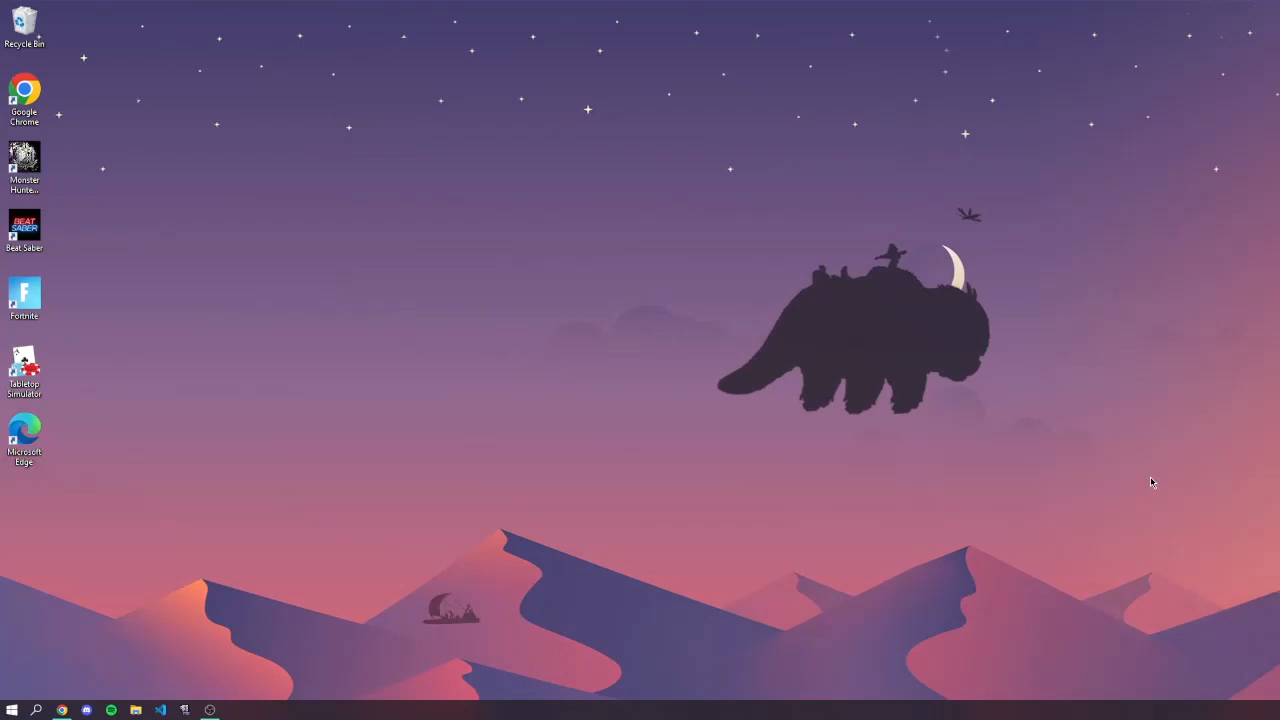 Recycle Bin
Google
Chrome
Monster
Hunte...
BEAT
SABER
Beat Saber
F
Fortnite
Tabletop
Simulator
Microsoft
Edge